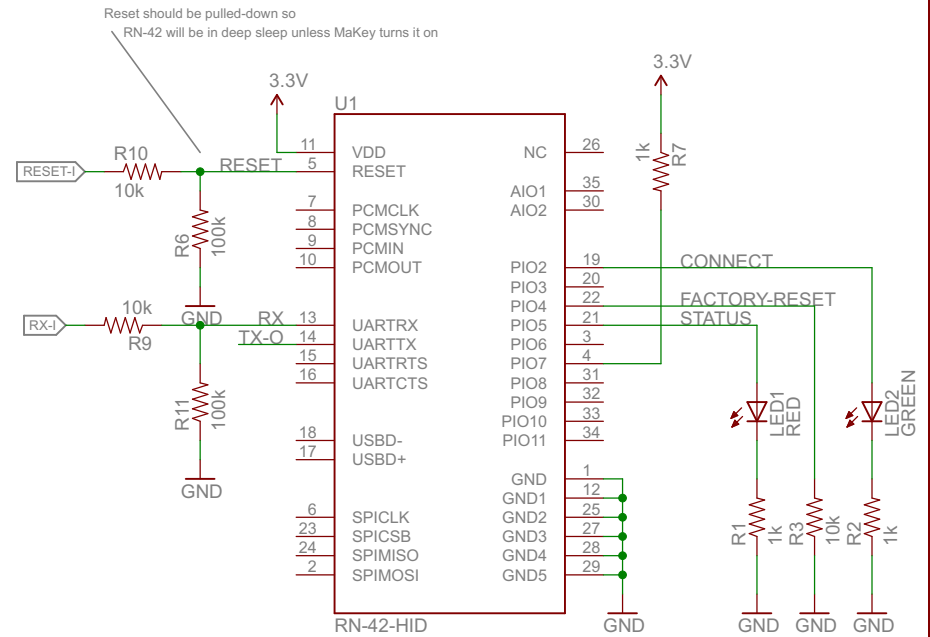 Reset should be pulled-down so
RN-42 will be in deep sleep unless MaKey turns it on
3.3V
3.3V
U1
RESET-I
R10
10k
RESET
R6
100k
GND
RX-I
10k
R9
RX
TX-O
R11
100k
GND
11 VDD
5 RESET
7 PCMCLK
8 PCMSYNC
9 PCMIN
10 PCMOUT
13 UARTRX
14 UARTTX
15 UARTRTS
16 UARTCTS
18 USBD-
17 USBD+
6 SPICLK
23 SPICSB
24 SPIMISO
2 SPIMOSI
NC 26
AIO1 35
AIO2 30
PIO2 19
PIO3 20
PIO4 22
PIO5 21
PIO6 3
PIO7 4
PIO8 31
PIO9 32
PIO10 33
PIO11 34
GND 1
GND1 12
GND2 25
GND3 27
GND4 28
GND5 29
RN-42-HID
1k
R7
CONNECT
FACTORY-RESET
STATUS
LED1
RED
LED2
GREEN
R1
1k
R3
10k
R2
1k
GND
GND
GND
GND